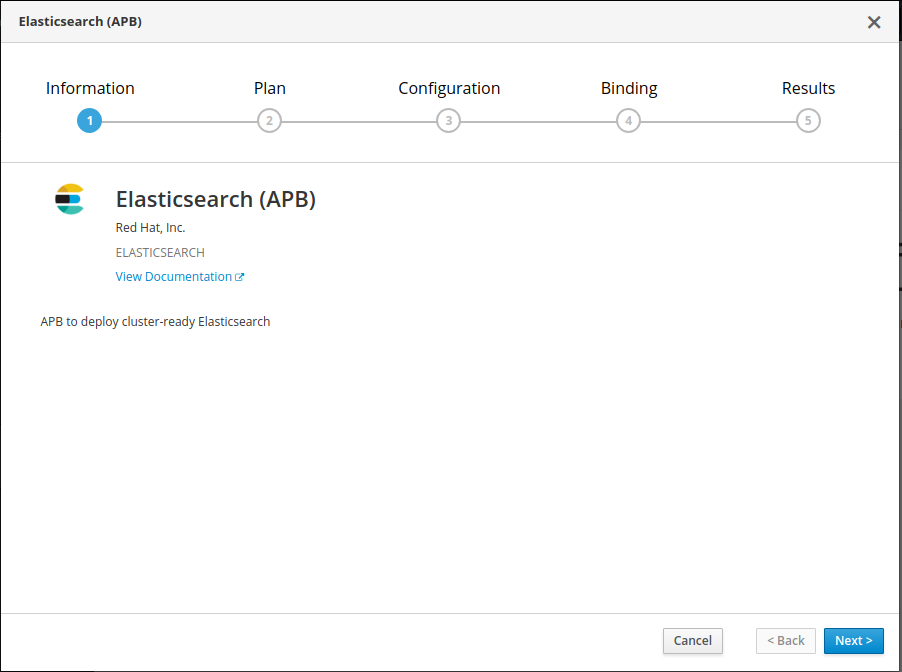 Elasticsearch (APB)
Information Plan Configuration Binding Results
1 2 3 4 5
Elasticsearch (APB)
Red Hat, Inc.
ELASTICSEARCH
View Documentation
APB to deploy cluster-ready Elasticsearch
Cancel < Back Next >